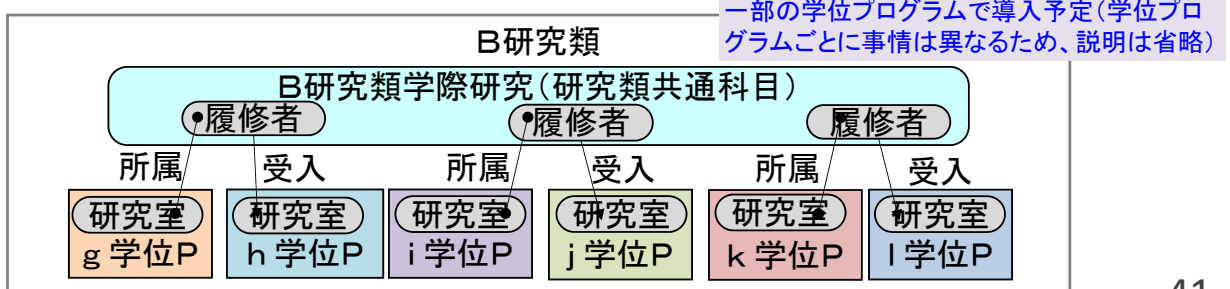 一部の学位プログラムで導入予定(学位プロ
グラムごとに事情は異なるため、説明は省略)
B研究類
B研究類学際研究(研究類共通科目)
履修者 履修者 履修者
所属 受入 所属 受入 所属 受入
研究室 研究室 研究室 研究室 研究室 研究室
g 学位P h 学位P i 学位P j 学位P k 学位P l 学位P